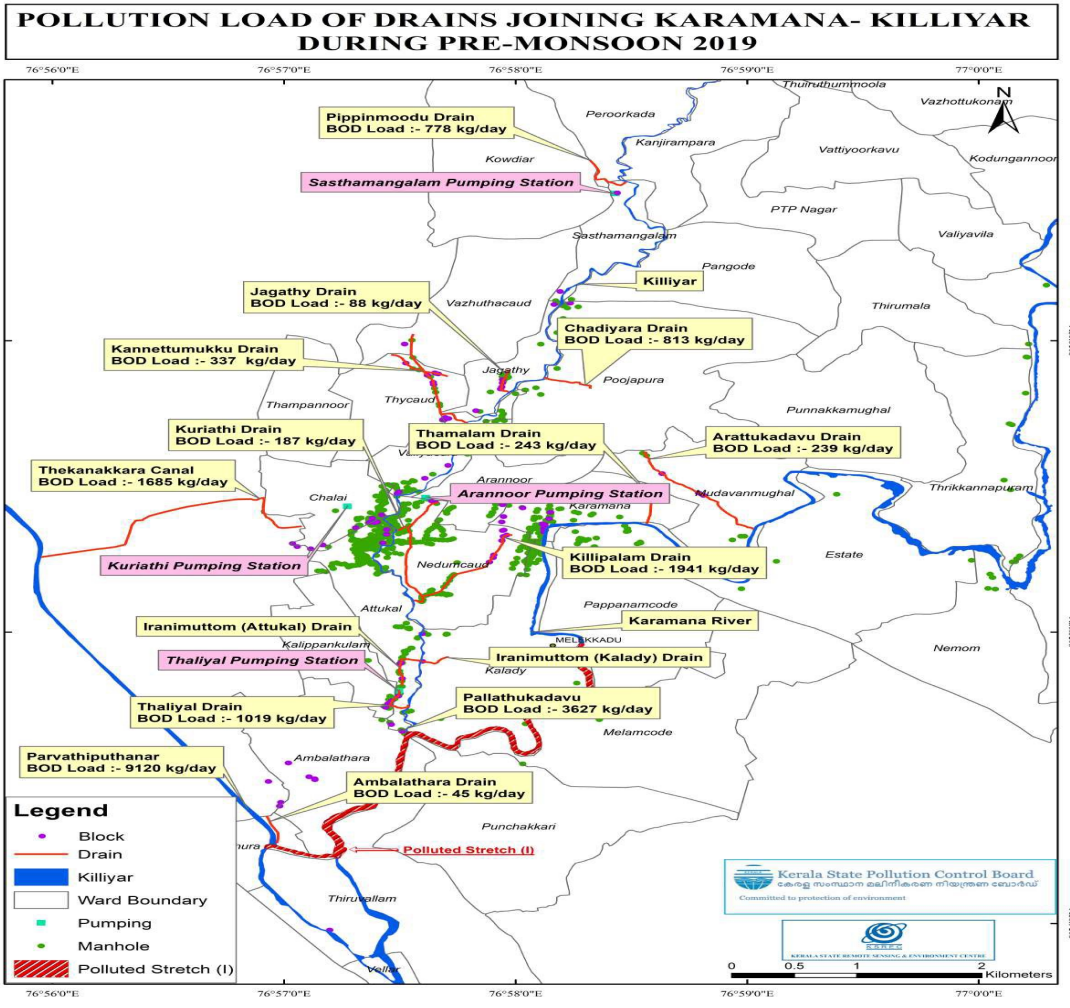 POLLUTION LOAD OF DRAINS JOINING KARAMANA- KILLIYAR
DURING PRE-MONSOON 2019
76°56'0"E
76°57'0"E
76°58'0"E
76°59'0"E
77°0'0"E
N
Thuiruthummoola
Vazhottukonam
Peroorkada
Pippinmoodu Drain
BOD Load :- 778 kg/day
Kanjirampara
Vattiyoorkavu
Kodungannoor
Kowdiar
Sasthamangalam Pumping Station
PTP Nagar
Sasthamangalam
Valiyavila
Pangode
Killiyar
Jagathy Drain
BOD Load :- 88 kg/day
Vazhuthacaud
Thirumala
Chadiyara Drain
BOD Load :- 813 kg/day
Kannettumukku Drain
BOD Load :- 337 kg/day
Jagathy
Poojapura
Thycaud
Thampannoor
Punnakkamughal
Kuriathi Drain
BOD Load :- 187 kg/day
Thamalam Drain
BOD Load :- 243 kg/day
Arattukadavu Drain
BOD Load :- 239 kg/day
Thekanakkara Canal
BOD Load :- 1685 kg/day
Arannoor
Thrikkannapuram
Chalai
Arannoor Pumping Station
Mudavanmughal
Karamana
Kuriathi Pumping Station
Nedumcaud
Killipalam Drain
BOD Load :- 1941 kg/day
Estate
Attukal
Pappanamcode
Iranimuttom (Attukal) Drain
Karamana River
Kalippankulam
MELEKKADU
Nemom
Thaliyal Pumping Station
Iranimuttom (Kalady) Drain
Kalady
Thaliyal Drain
BOD Load :- 1019 kg/day
Pallathukadavu
BOD Load :- 3627 kg/day
Melamcode
Parvathiputhanar
BOD Load :- 9120 kg/day
Ambalathara
Ambalathara Drain
BOD Load :- 45 kg/day
Punchakkari
Polluted Stretch (I)
Thiruvallam
Vellar
Legend
Block
Drain
Killiyar
Ward Boundary
Pumping
Manhole
Polluted Stretch (I)
Kerala State Pollution Control Board
കേരള സംസ്ഥാന മലിനീകരണ നിയന്ത്രണ ബോർഡ്
Committed to protection of environment
KSREC
KERALA STATE REMOTE SENSING & ENVIRONMENT CENTRE
0 0.5 1 2
Kilometers
76°56'0"E
76°57'0"E
76°58'0"E
76°59'0"E
77°0'0"E